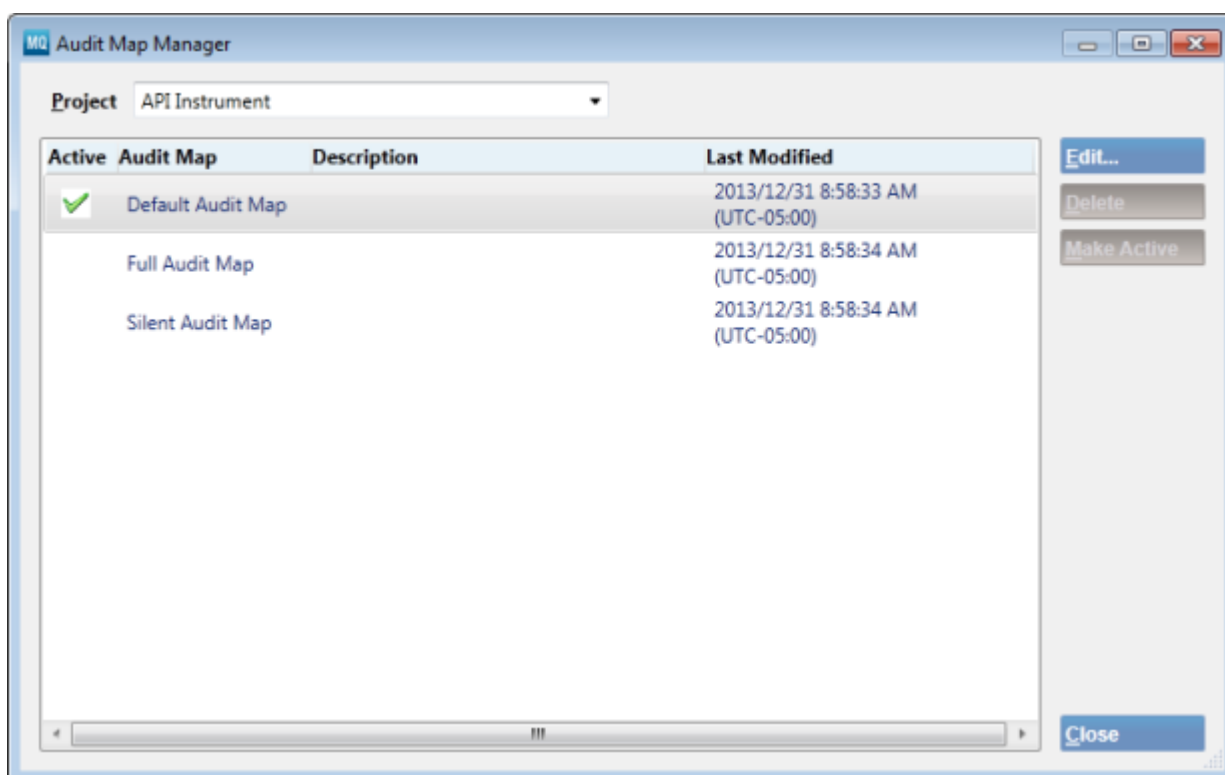 MQ Audit Map Manager
Project API Instrument
Active Audit Map Description Last Modified
Default Audit Map 2013/12/31 8:58:33 AM
(UTC-05:00)
Full Audit Map 2013/12/31 8:58:34 AM
(UTC-05:00)
Silent Audit Map 2013/12/31 8:58:34 AM
(UTC-05:00)
Edit...
Delete
Make Active
Close